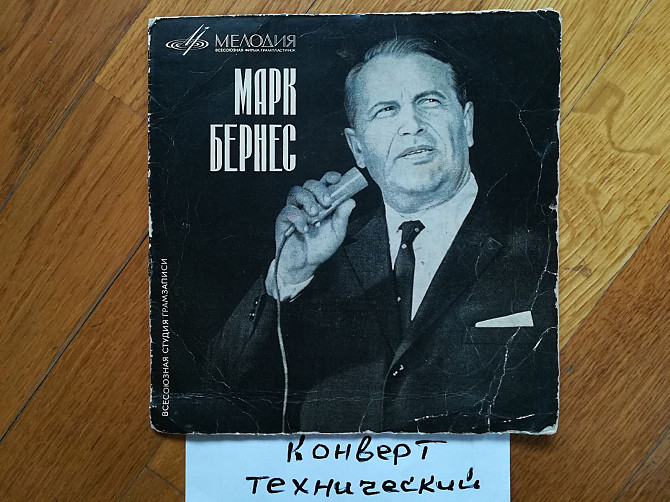 МЕЛОДИЯ
ВСЕСОЮЗНАЯ ФИРМА ГРАМПЛАСТИНОК
МАРК
БЕРНЕС
ВСЕСОЮЗНАЯ СТУДИЯ ГРАМЗАПИСИ
Конверт
технический